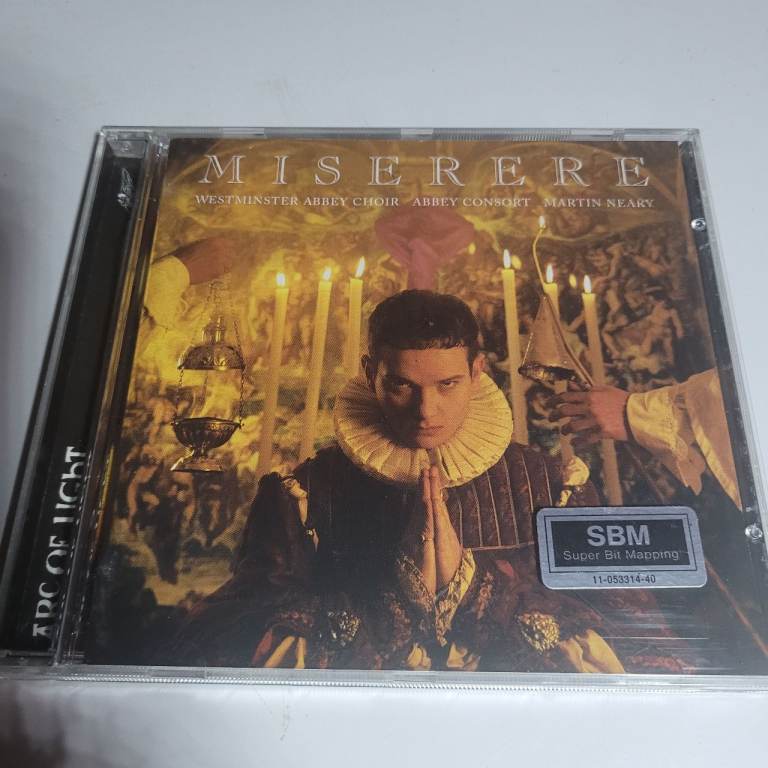 MISERERE
WESTMINSTER ABBEY CHOIR ABBEY CONSORT MARTIN NEARY
SBM
Super Bit Mapping
11-053314-40
ARC OF LIGHT